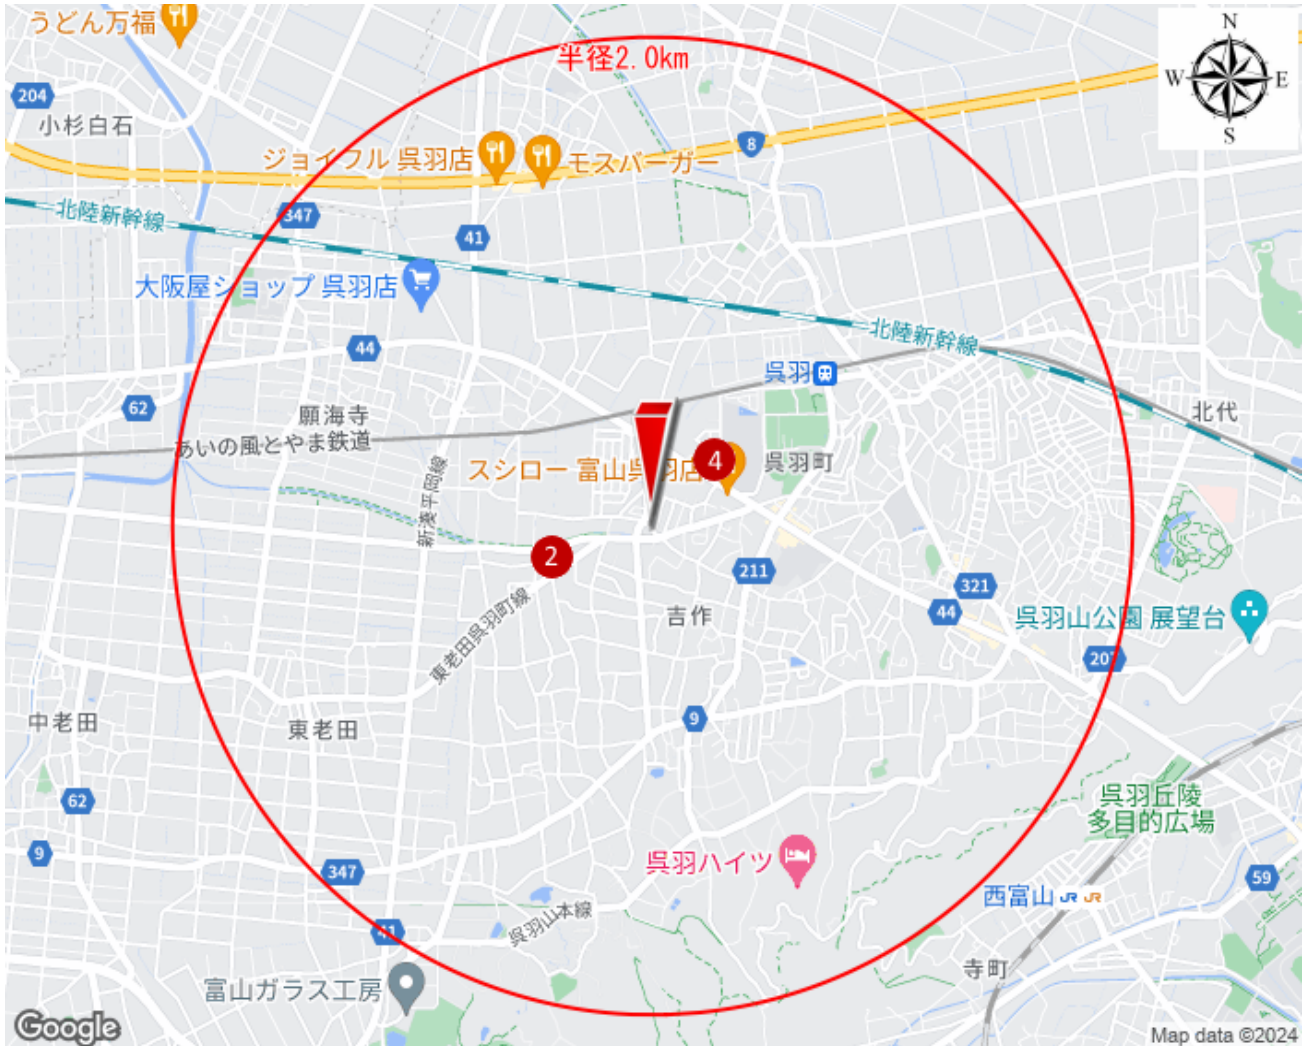 うどん万福
半径2.0km
N
W
E
S
204
小杉白石
8
ジョイフル 呉羽店
モスバーガー
北陸新幹線
347
41
大阪屋ショップ 呉羽店
北陸新幹線
44
呉羽
62
願海寺
北代
あいの風とやま鉄道
スシロー 富山呉羽店
4
呉羽町
新湊平岡線
2
211
321
東老田呉羽町線
吉作
44
呉羽山公園 展望台
207
中老田
東老田
9
62
呉羽丘陵
多目的広場
9
347
呉羽ハイツ
59
西富山 JR JR
呉羽山本線
41
寺町
富山ガラス工房
Google
Map data ©2024